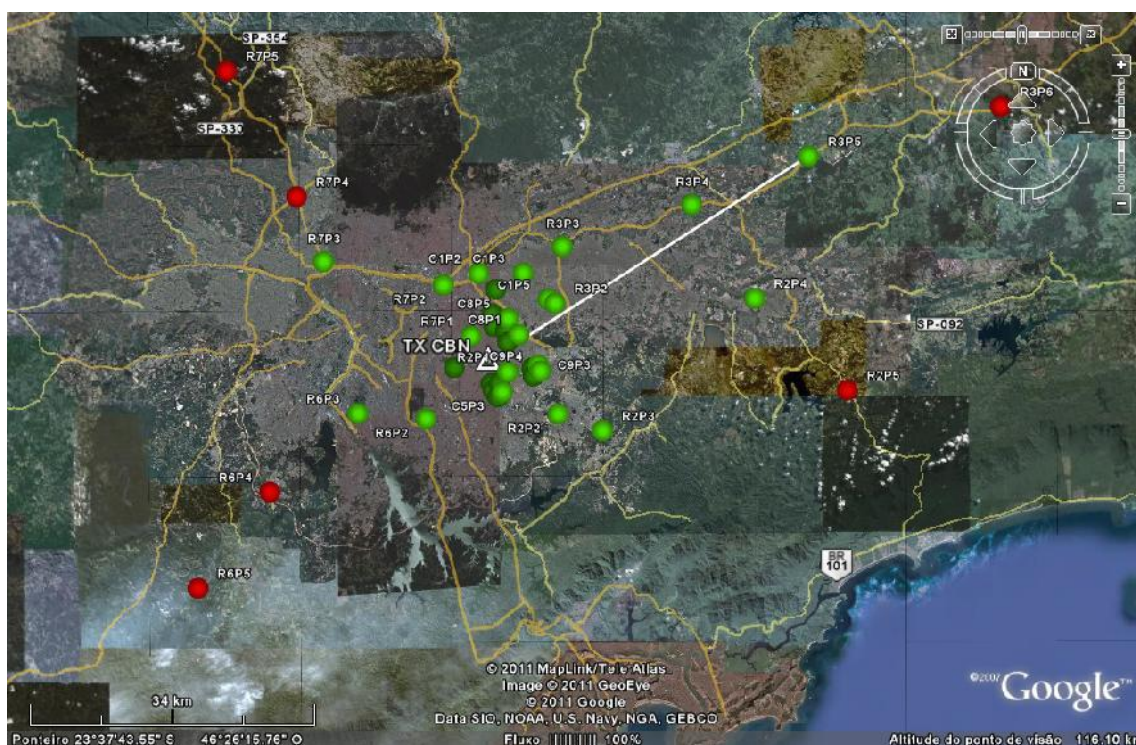 SP-354
R7P5
N
R3P6
SP-330
R3P5
R7P4
R3P4
R7P3
R3P3
C1P2
C1P3
C1P5
R7P2
R3P2
R2P4
C8P5
R7P1
C8P1
SP-092
TX CBN
C9P4
C9P3
R2P5
R6P3
C5P3
R6P2
R2P2
R2P3
R6P4
BR
101
R6P5
© 2011 MapLink/Tele Atlas
Image © 2011 GeoEye
© 2011 Google
Data SIO, NOAA, U.S. Navy, NGA, GEBCO
©2007 Google™
34 km
Ponteiro 23°37'43.55" S 46°26'15.76" O
Fluxo 100%
Altitude do ponto de visão 116.10 km